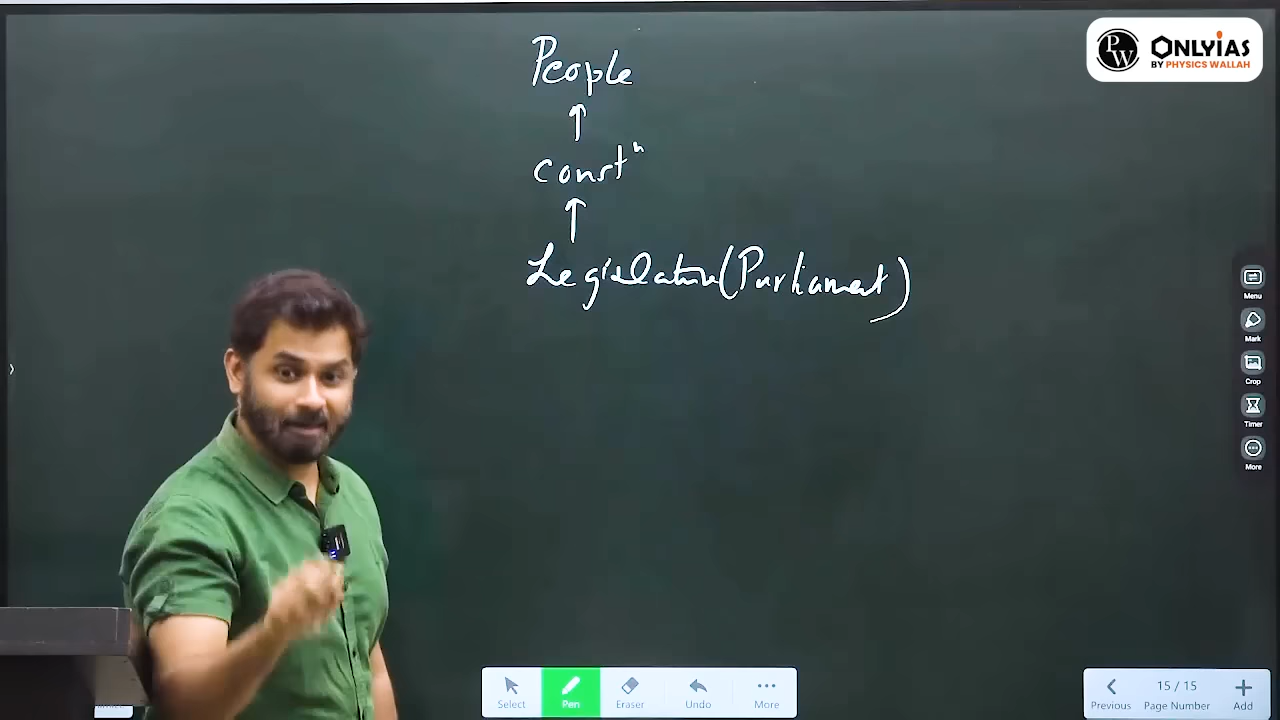 People
↑
constⁿ
↑
Legislature(Parliament)
PW ONLYIAS
BY PHYSICS WALLAH
Menu
Mark
Crop
Timer
More
Select Pen Eraser Undo More
15 / 15
Previous Page Number Add